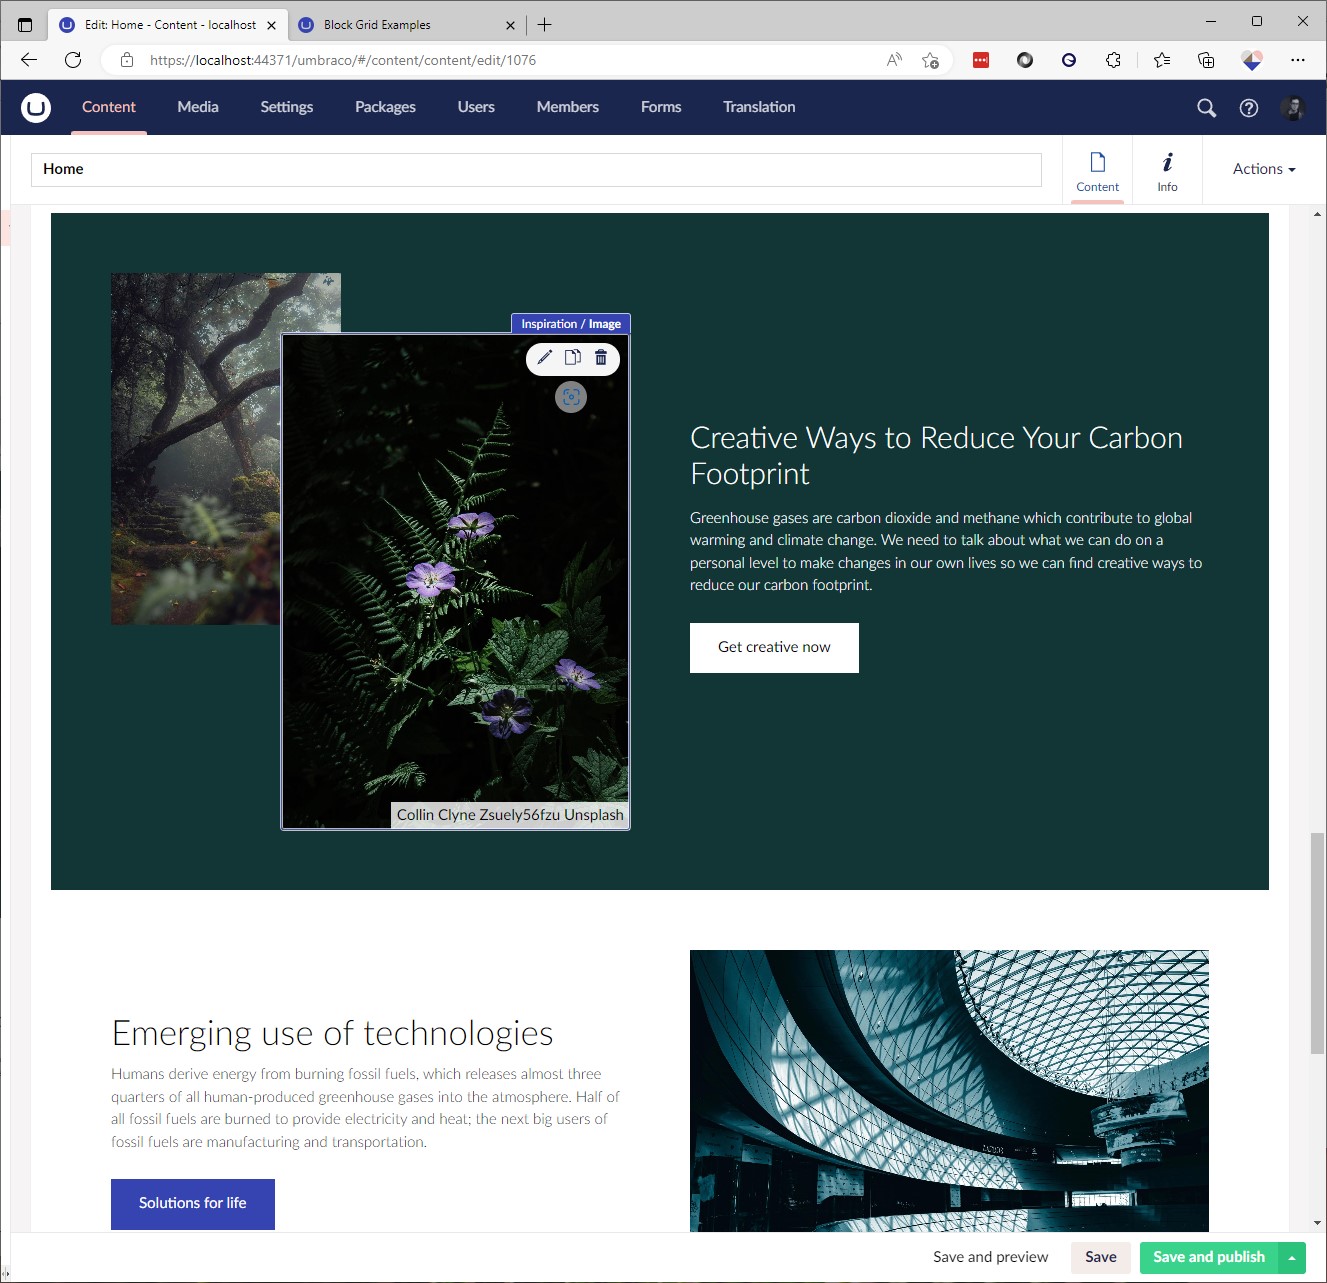 Edit: Home - Content - localhost
Block Grid Examples
https://localhost:44371/umbraco/#/content/content/edit/1076
Content
Media
Settings
Packages
Users
Members
Forms
Translation
Home
Content
Info
Actions
Inspiration / Image
Collin Clyne Zsuely56fzu Unsplash
Creative Ways to Reduce Your Carbon
Footprint
Greenhouse gases are carbon dioxide and methane which contribute to global
warming and climate change. We need to talk about what we can do on a
personal level to make changes in our own lives so we can find creative ways to
reduce our carbon footprint.
Get creative now
Emerging use of technologies
Humans derive energy from burning fossil fuels, which releases almost three
quarters of all human-produced greenhouse gases into the atmosphere. Half of
all fossil fuels are burned to provide electricity and heat; the next big users of
fossil fuels are manufacturing and transportation.
Solutions for life
Save and preview
Save
Save and publish